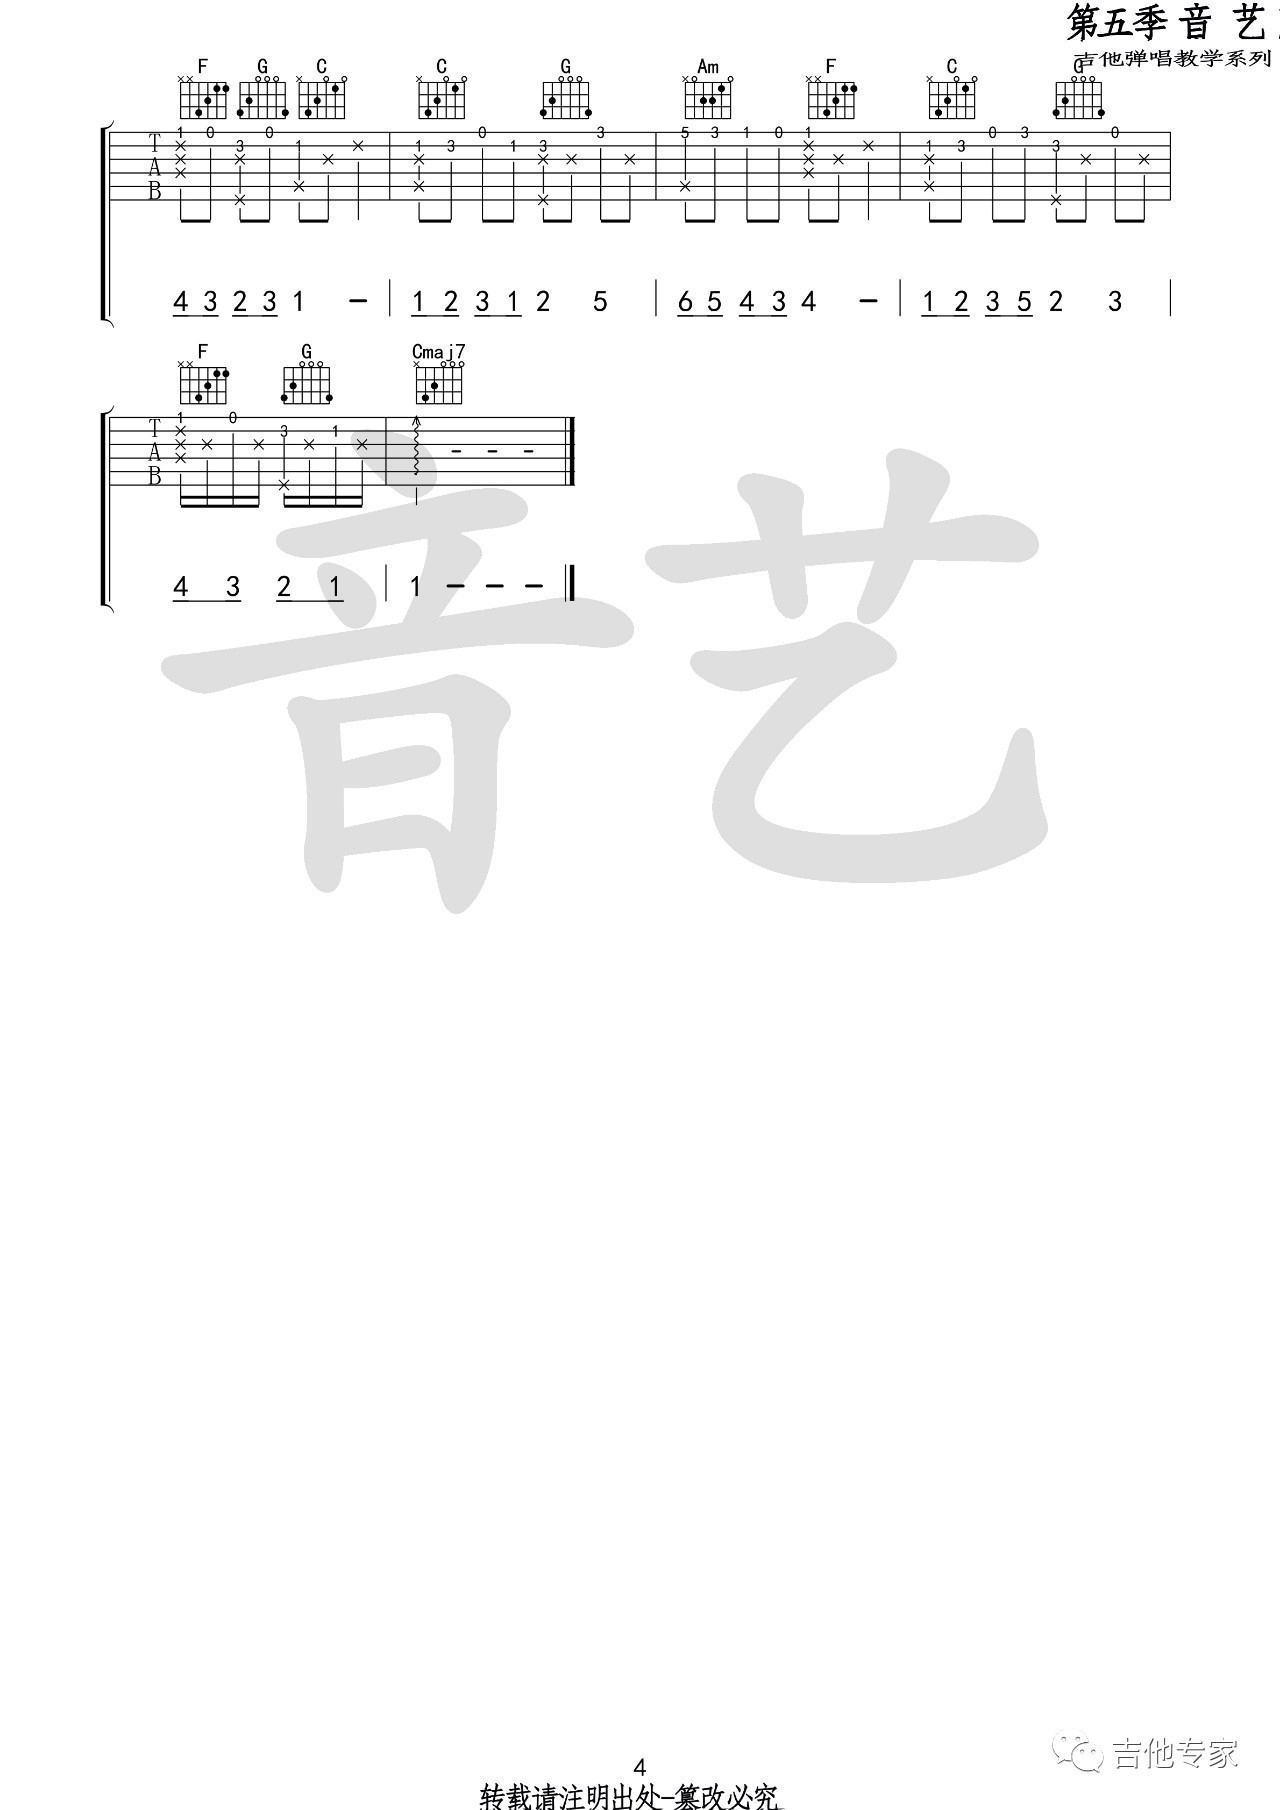 第五季 音 艺
吉他弹唱教学系列
F G C C G Am F C G
1 0 0 0 3 5 3 1 0 1 0 3 0
T 3 1 1 3 1 3 1 3 3
A
B
4 3 2 3 1 - 1 2 3 1 2 5 6 5 4 3 4 - 1 2 3 5 2 3
F G Cmaj7
1 0
T 3 1
A - - -
B
4 3 2 1 1 - - -
音艺
吉他专家
4
转载请注明出处-篡改必究